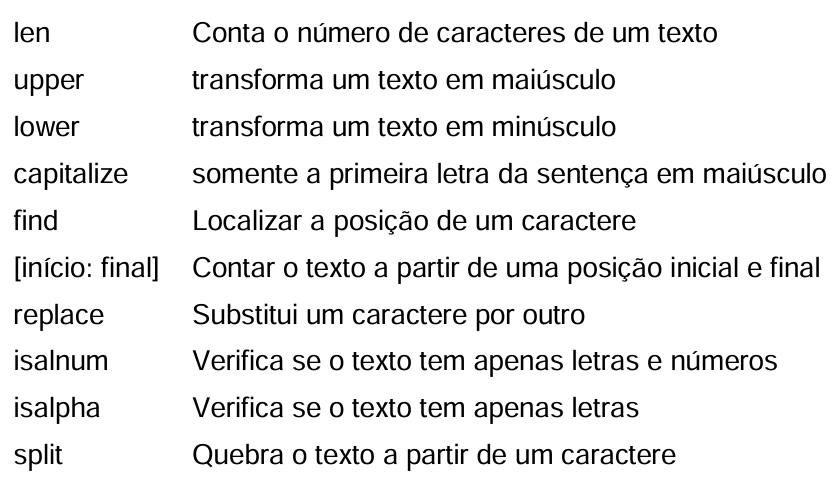 len Conta o número de caracteres de um texto
upper transforma um texto em maiúsculo
lower transforma um texto em minúsculo
capitalize somente a primeira letra da sentença em maiúsculo
find Localizar a posição de um caractere
[início: final] Contar o texto a partir de uma posição inicial e final
replace Substitui um caractere por outro
isalnum Verifica se o texto tem apenas letras e números
isalpha Verifica se o texto tem apenas letras
split Quebra o texto a partir de um caractere